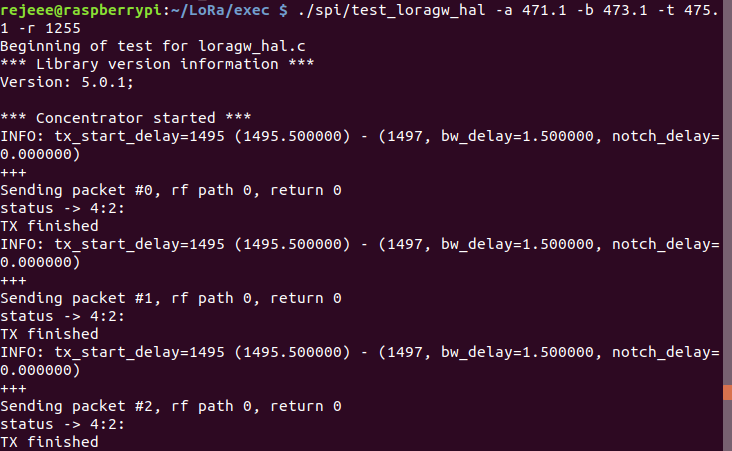 rejeee@raspberrypi:~/LoRa/exec $ ./spi/test_loragw_hal -a 471.1 -b 473.1 -t 475.
1 -r 1255
Beginning of test for loragw_hal.c
*** Library version information ***
Version: 5.0.1;
*** Concentrator started ***
INFO: tx_start_delay=1495 (1495.500000) - (1497, bw_delay=1.500000, notch_delay=
0.000000)
+++
Sending packet #0, rf path 0, return 0
status -> 4:2:
TX finished
INFO: tx_start_delay=1495 (1495.500000) - (1497, bw_delay=1.500000, notch_delay=
0.000000)
+++
Sending packet #1, rf path 0, return 0
status -> 4:2:
TX finished
INFO: tx_start_delay=1495 (1495.500000) - (1497, bw_delay=1.500000, notch_delay=
0.000000)
+++
Sending packet #2, rf path 0, return 0
status -> 4:2:
TX finished